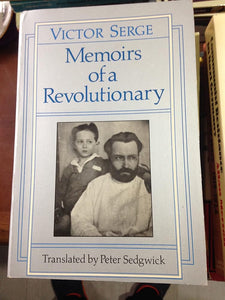 VICTOR SERGE
Memoirs
of a
Revolutionary
Translated by Peter Sedgwick